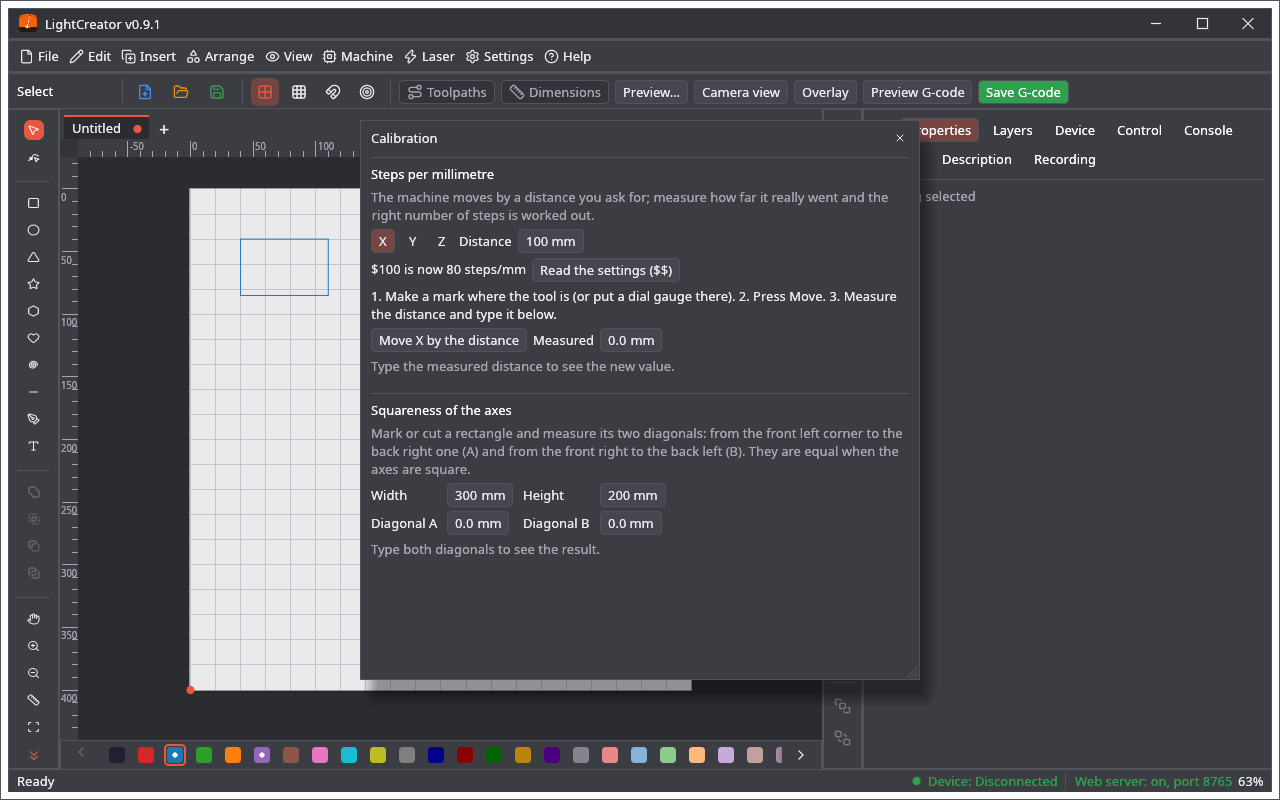 LightCreator v0.9.1
File Edit Insert Arrange View Machine Laser Settings Help
Select Toolpaths Dimensions Preview... Camera view Overlay Preview G-code Save G-code
Untitled
-50 0 50 100
0
50
100
150
200
250
300
350
400
Calibration
Steps per millimetre
The machine moves by a distance you ask for; measure how far it really went and the
right number of steps is worked out.
X Y Z Distance 100 mm
$100 is now 80 steps/mm Read the settings ($$)
1. Make a mark where the tool is (or put a dial gauge there). 2. Press Move. 3. Measure
the distance and type it below.
Move X by the distance Measured 0.0 mm
Type the measured distance to see the new value.
Squareness of the axes
Mark or cut a rectangle and measure its two diagonals: from the front left corner to the
back right one (A) and from the front right to the back left (B). They are equal when the
axes are square.
Width 300 mm Height 200 mm
Diagonal A 0.0 mm Diagonal B 0.0 mm
Type both diagonals to see the result.
operties Layers Device Control Console
Description Recording
selected
Ready Device: Disconnected Web server: on, port 8765 63%